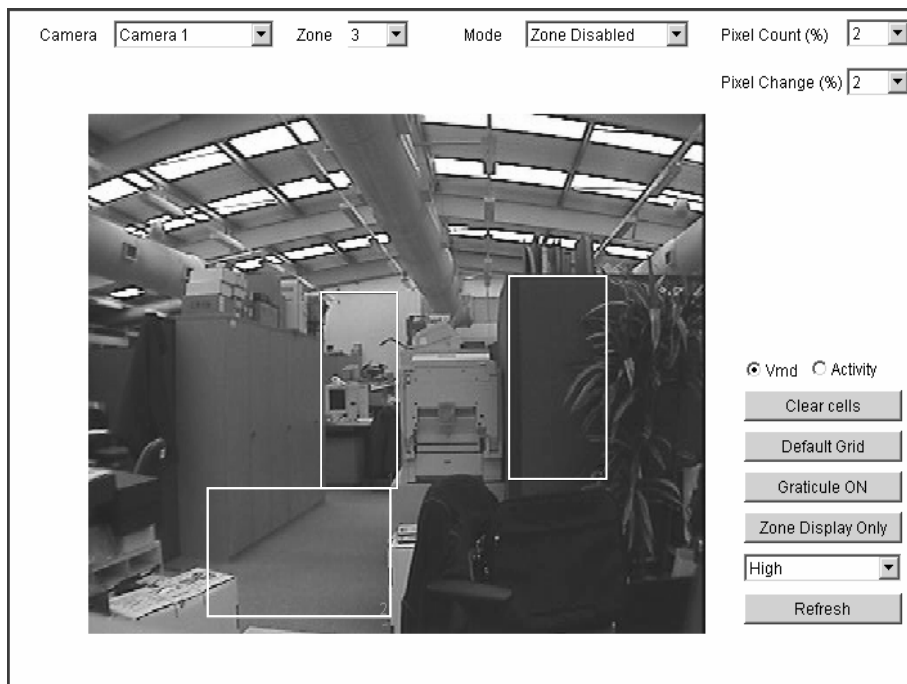 Camera Camera 1 Zone 3 Mode Zone Disabled Pixel Count (%) 2
Pixel Change (%) 2
Vmd Activity
Clear cells
Default Grid
Graticule ON
Zone Display Only
High
Refresh
2